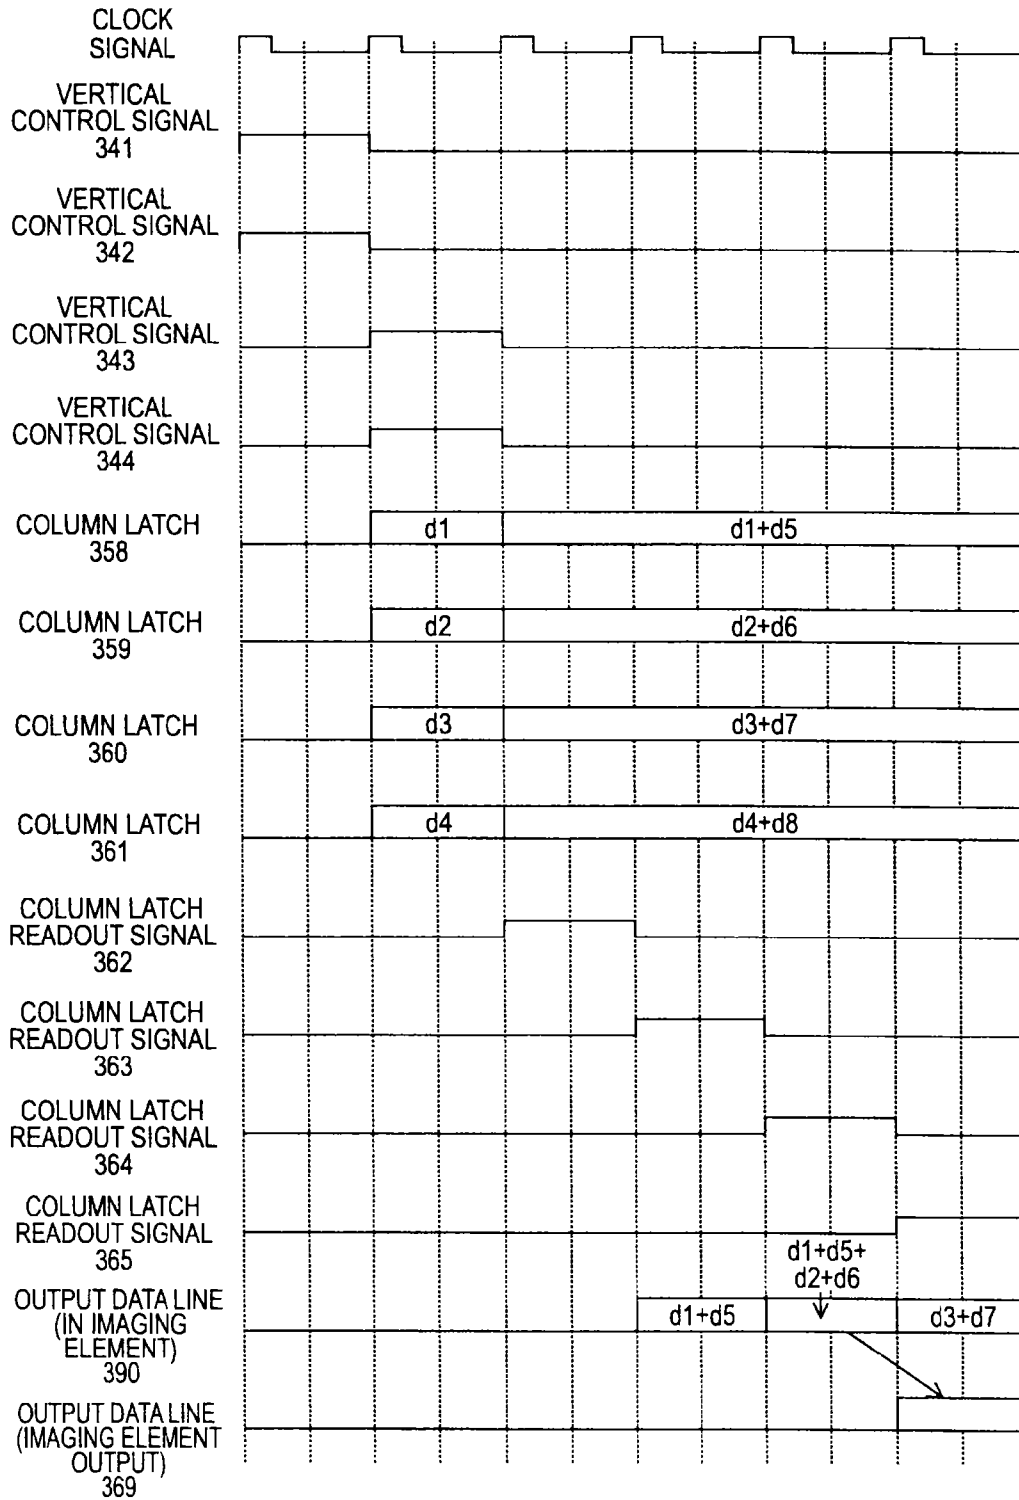 CLOCK
SIGNAL
VERTICAL
CONTROL SIGNAL
341
VERTICAL
CONTROL SIGNAL
342
VERTICAL
CONTROL SIGNAL
343
VERTICAL
CONTROL SIGNAL
344
COLUMN LATCH
358
d1
d1+d5
COLUMN LATCH
359
d2
d2+d6
COLUMN LATCH
360
d3
d3+d7
COLUMN LATCH
361
d4
d4+d8
COLUMN LATCH
READOUT SIGNAL
362
COLUMN LATCH
READOUT SIGNAL
363
COLUMN LATCH
READOUT SIGNAL
364
COLUMN LATCH
READOUT SIGNAL
365
d1+d5+
d2+d6
OUTPUT DATA LINE
(IN IMAGING
ELEMENT)
390
d1+d5
d3+d7
OUTPUT DATA LINE
(IMAGING ELEMENT
OUTPUT)
369